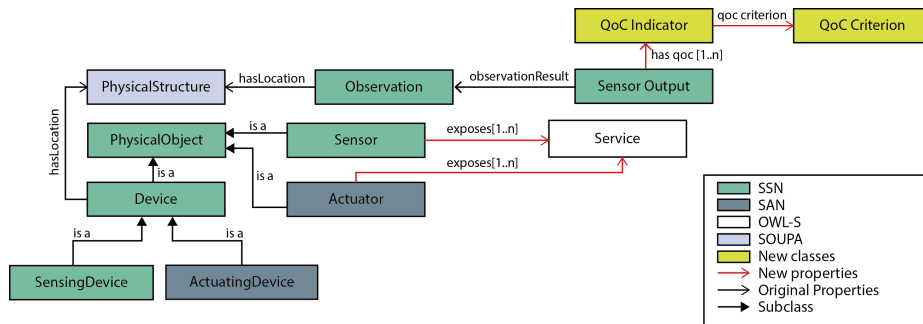 QoC Indicator
qoc criterion
QoC Criterion
has qoc [1..n]
PhysicalStructure
hasLocation
Observation
observationResult
Sensor Output
hasLocation
PhysicalObject
is a
Sensor
exposes[1..n]
Service
is a
is a
exposes[1..n]
Device
Actuator
is a
is a
SensingDevice
ActuatingDevice
SSN
SAN
OWL-S
SOUPA
New classes
New properties
Original Properties
Subclass